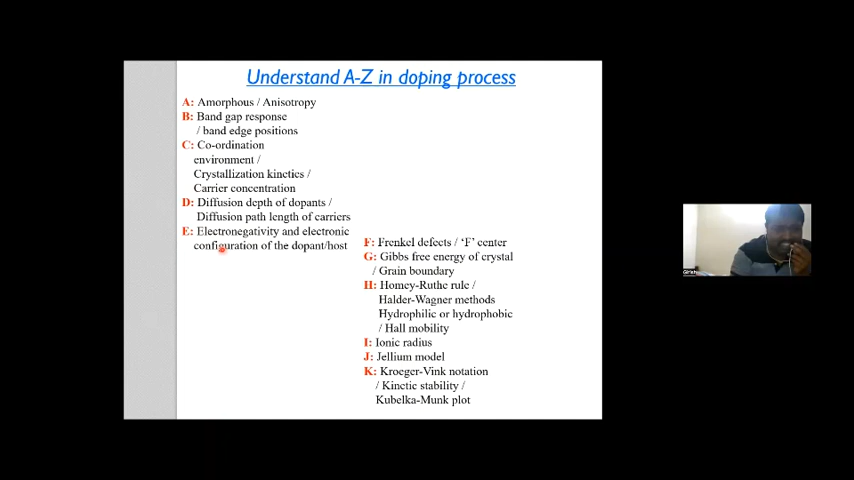 Understand A-Z in doping process
A: Amorphous / Anisotropy
B: Band gap response
/ band edge positions
C: Co-ordination
environment /
Crystallization kinetics /
Carrier concentration
D: Diffusion depth of dopants /
Diffusion path length of carriers
E: Electronegativity and electronic
configuration of the dopant/host
F: Frenkel defects / 'F' center
G: Gibbs free energy of crystal
/ Grain boundary
H: Homey-Ruthe rule /
Halder-Wagner methods
Hydrophilic or hydrophobic
/ Hall mobility
I: Ionic radius
J: Jellium model
K: Kroeger-Vink notation
/ Kinetic stability /
Kubelka-Munk plot